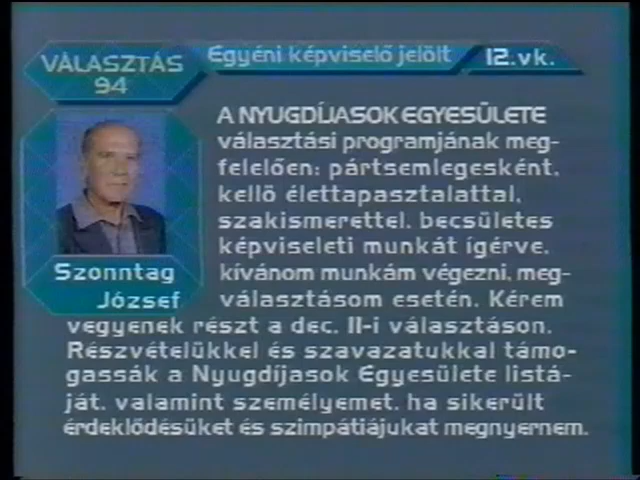 VÁLASZTÁS
94
Egyéni képviselő jelölt
12.vk.
A NYUGDÍJASOK EGYESÜLETE
választási programjának meg-
felelően: pártsemlegesként,
kellő élettapasztalattal,
szakismerettel, becsületes
képviseleti munkát ígérve,
kívánom munkám végezni, meg-
választásom esetén. Kérem
Szonntag
József
vegyenek részt a dec. 11-i választáson.
Részvételükkel és szavazatukkal támo-
gassák a Nyugdíjasok Egyesülete listá-
ját, valamint személyemet, ha sikerült
érdeklődésüket és szimpátiájukat megnyernem.